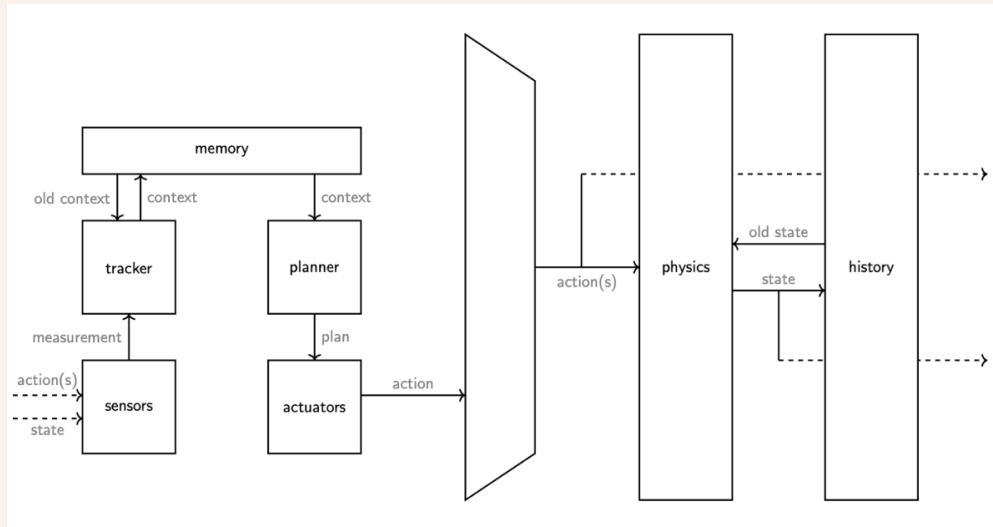 memory
old context
context
context
tracker
planner
measurement
plan
action(s)
state
sensors
actuators
action
action(s)
physics
old state
state
history